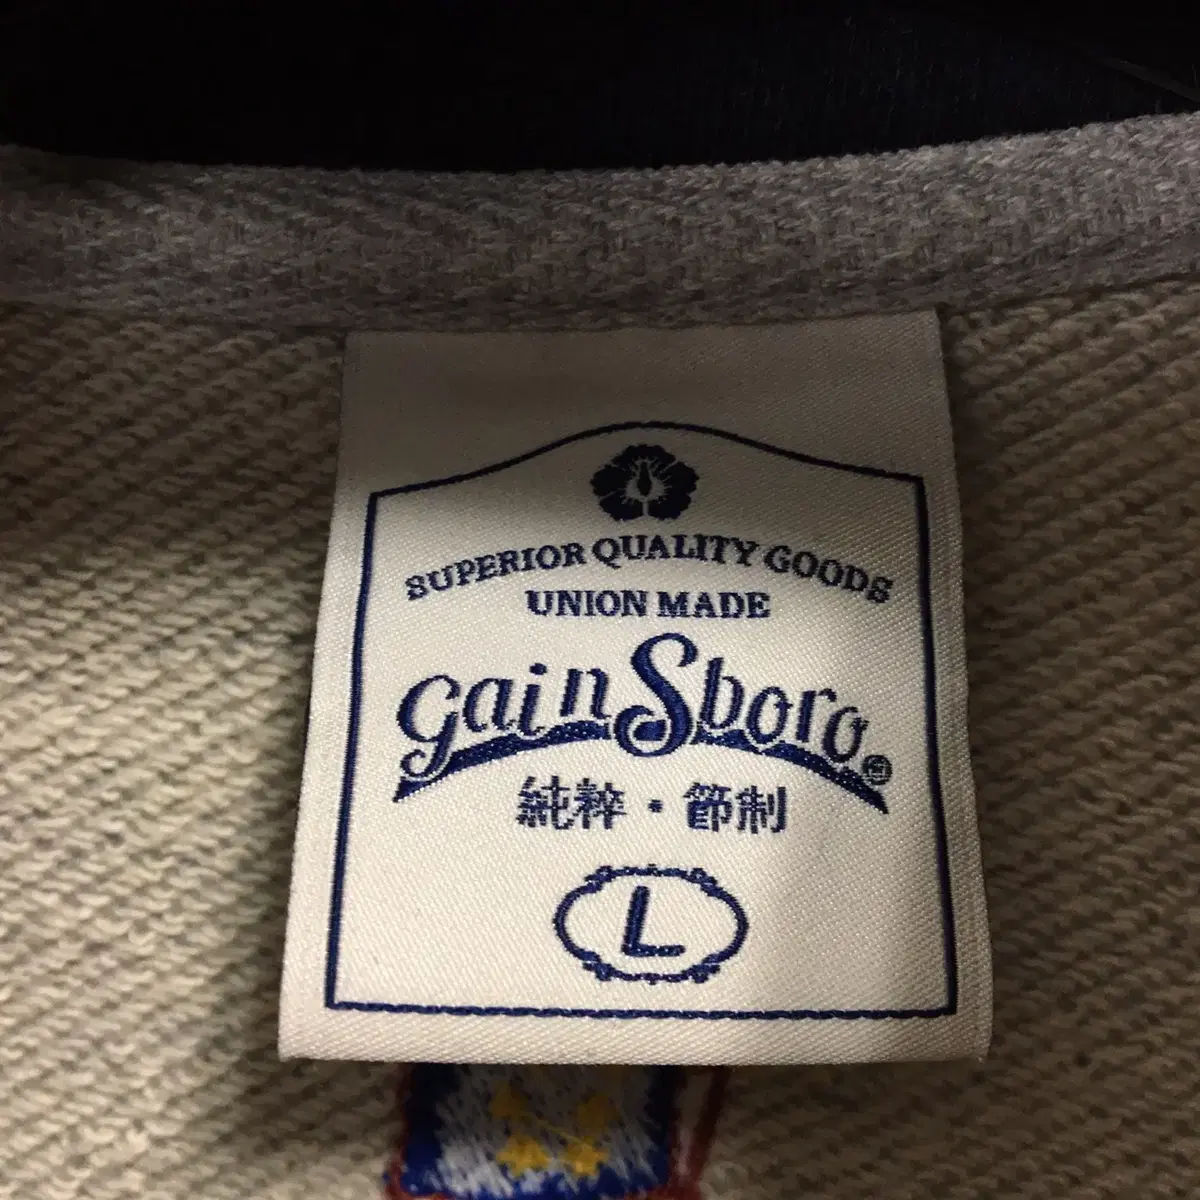 SUPERIOR QUALITY GOODS
UNION MADE
gainSboro®
純粋・節制
L